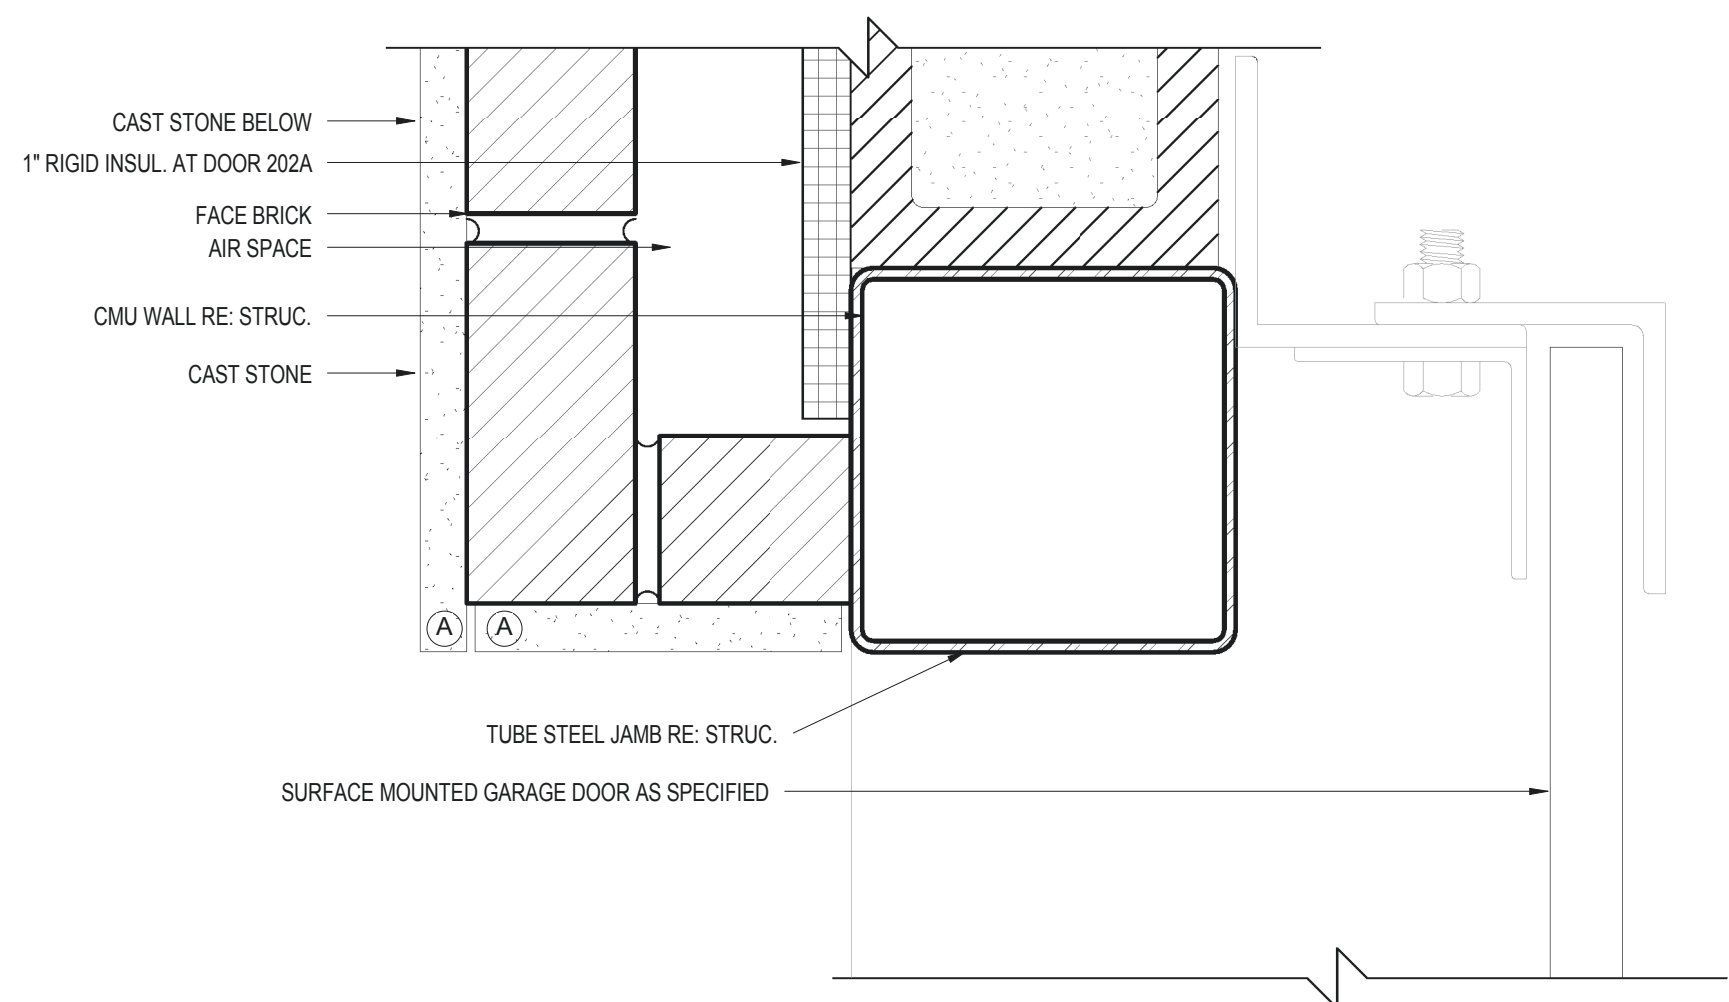 CAST STONE BELOW
1" RIGID INSUL. AT DOOR 202A
FACE BRICK
AIR SPACE
CMU WALL RE: STRUC.
CAST STONE
A A
TUBE STEEL JAMB RE: STRUC.
SURFACE MOUNTED GARAGE DOOR AS SPECIFIED